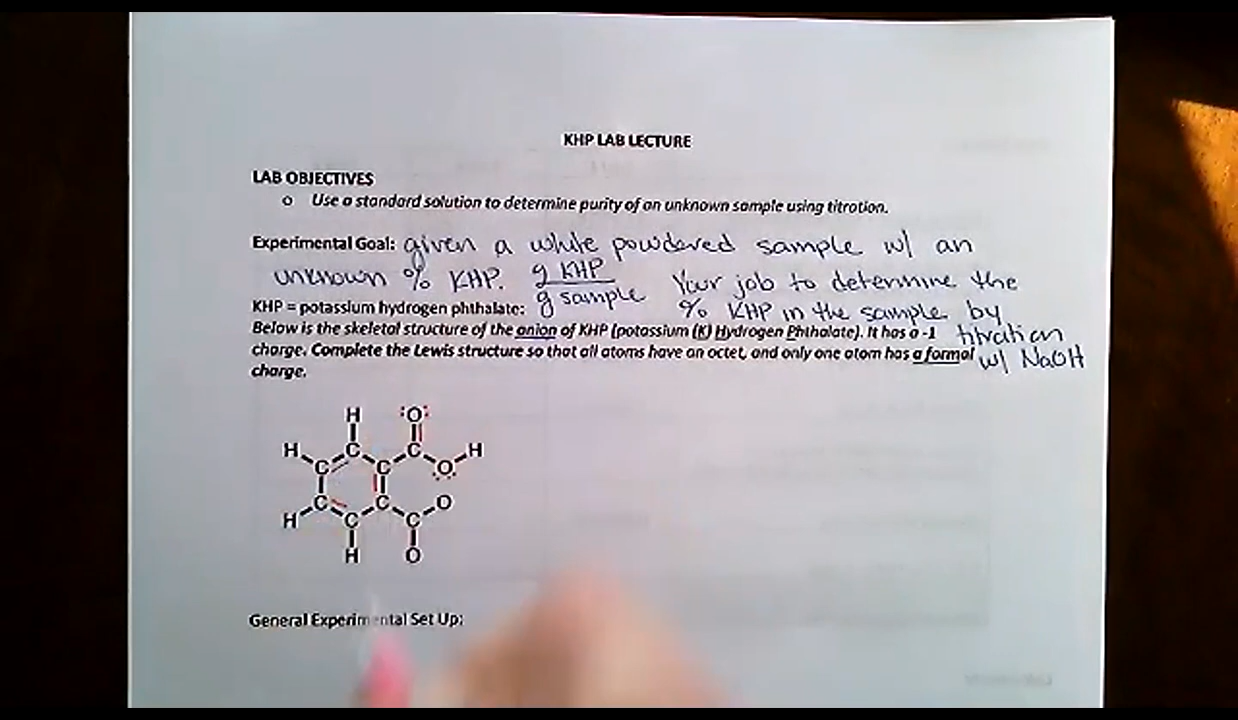 KHP LAB LECTURE
LAB OBJECTIVES
o Use a standard solution to determine purity of an unknown sample using titration.
Experimental Goal: given a white powdered sample w/ an
unknown % KHP. g KHP / g sample Your job to determine the
% KHP in the sample by
titration
w/ NaOH
KHP = potassium hydrogen phthalate:
Below is the skeletal structure of the anion of KHP (potassium (K) Hydrogen Phthalate). It has a -1
charge. Complete the Lewis structure so that all atoms have an octet, and only one atom has a formal
charge.
H :O:
H C C H
C C O
C C O
H C C
H O
General Experimental Set Up: